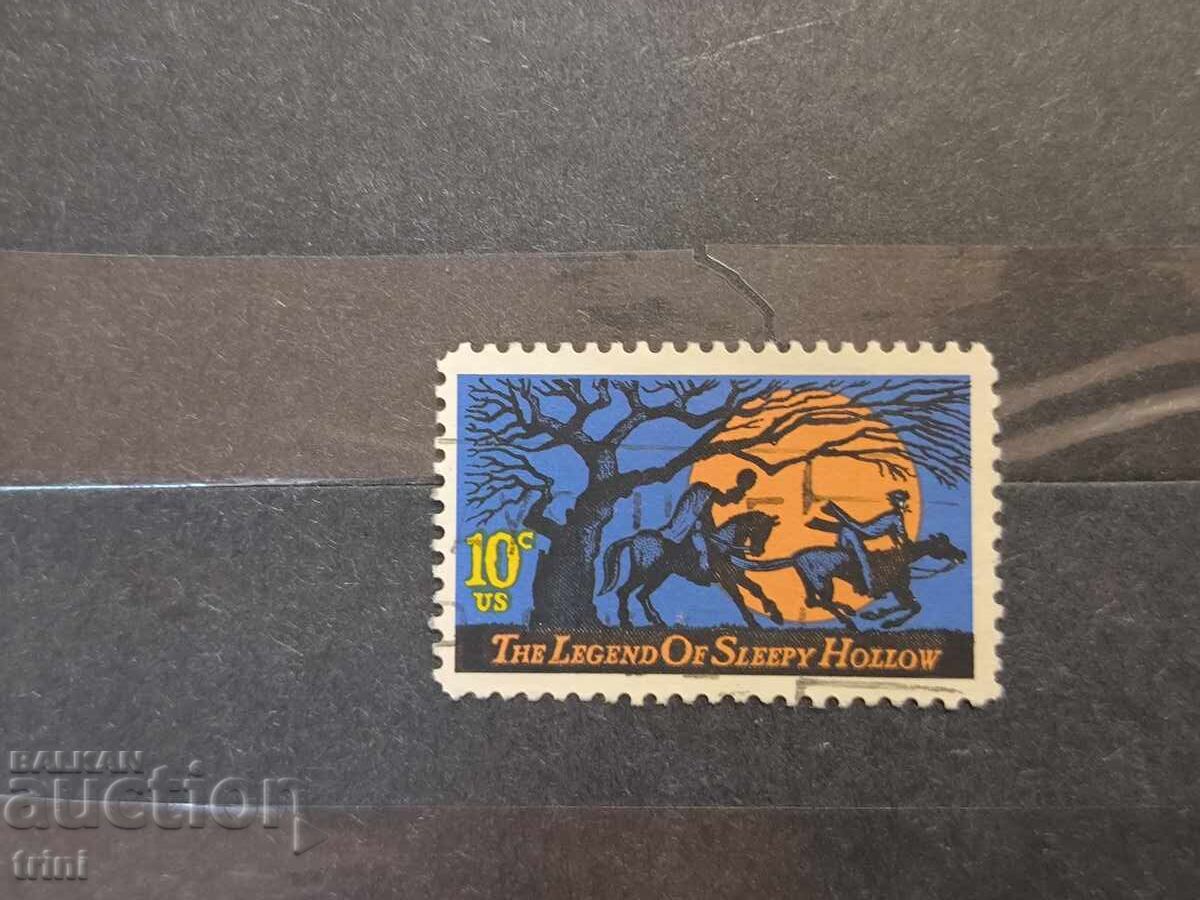 10c
US
THE LEGEND OF SLEEPY HOLLOW
BALKAN
auction
trini